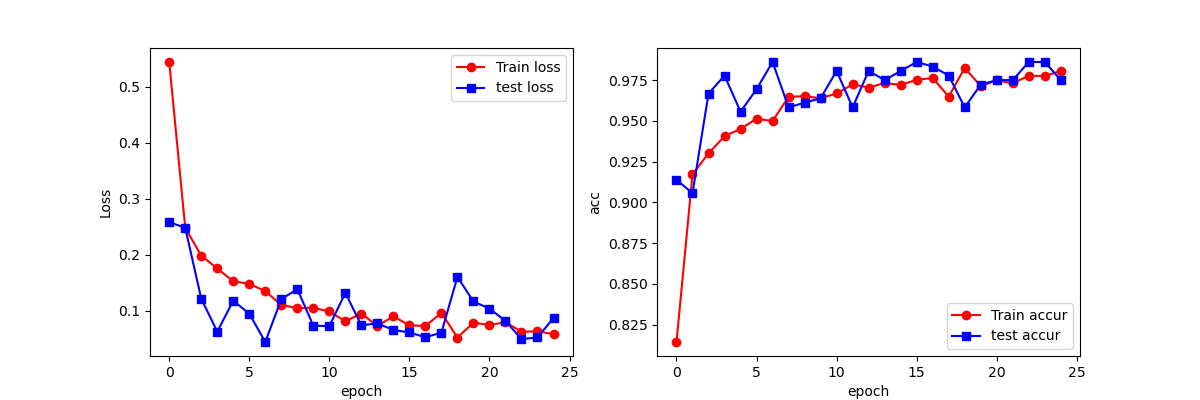 0.5
0.4
0.3
0.2
0.1
Loss
0 5 10 15 20 25
epoch
Train loss
test loss
0.975
0.950
0.925
0.900
0.875
0.850
0.825
acc
0 5 10 15 20 25
epoch
Train accur
test accur